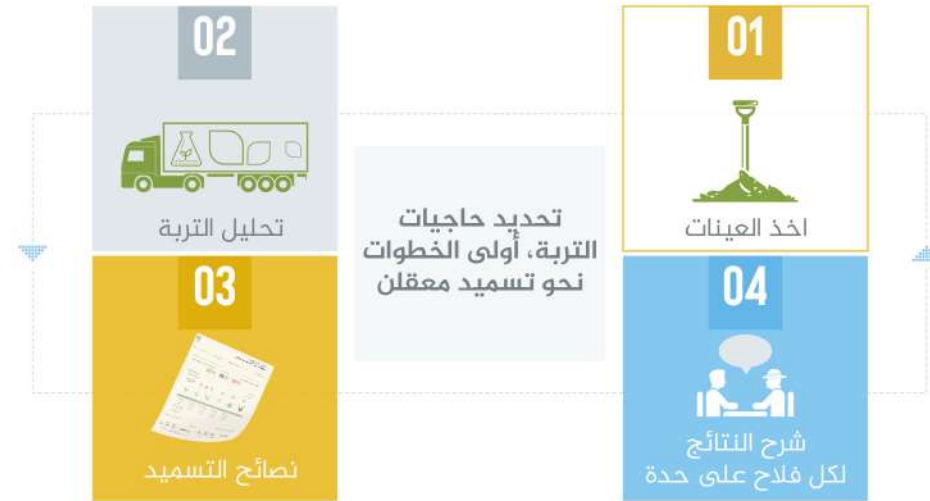 01
اخذ العينات
02
تحليل التربة
تحديد حاجيات
التربة، أولى الخطوات
نحو تسميد معقلن
03
نصائح التسميد
04
شرح النتائج
لكل فلاح على حدة